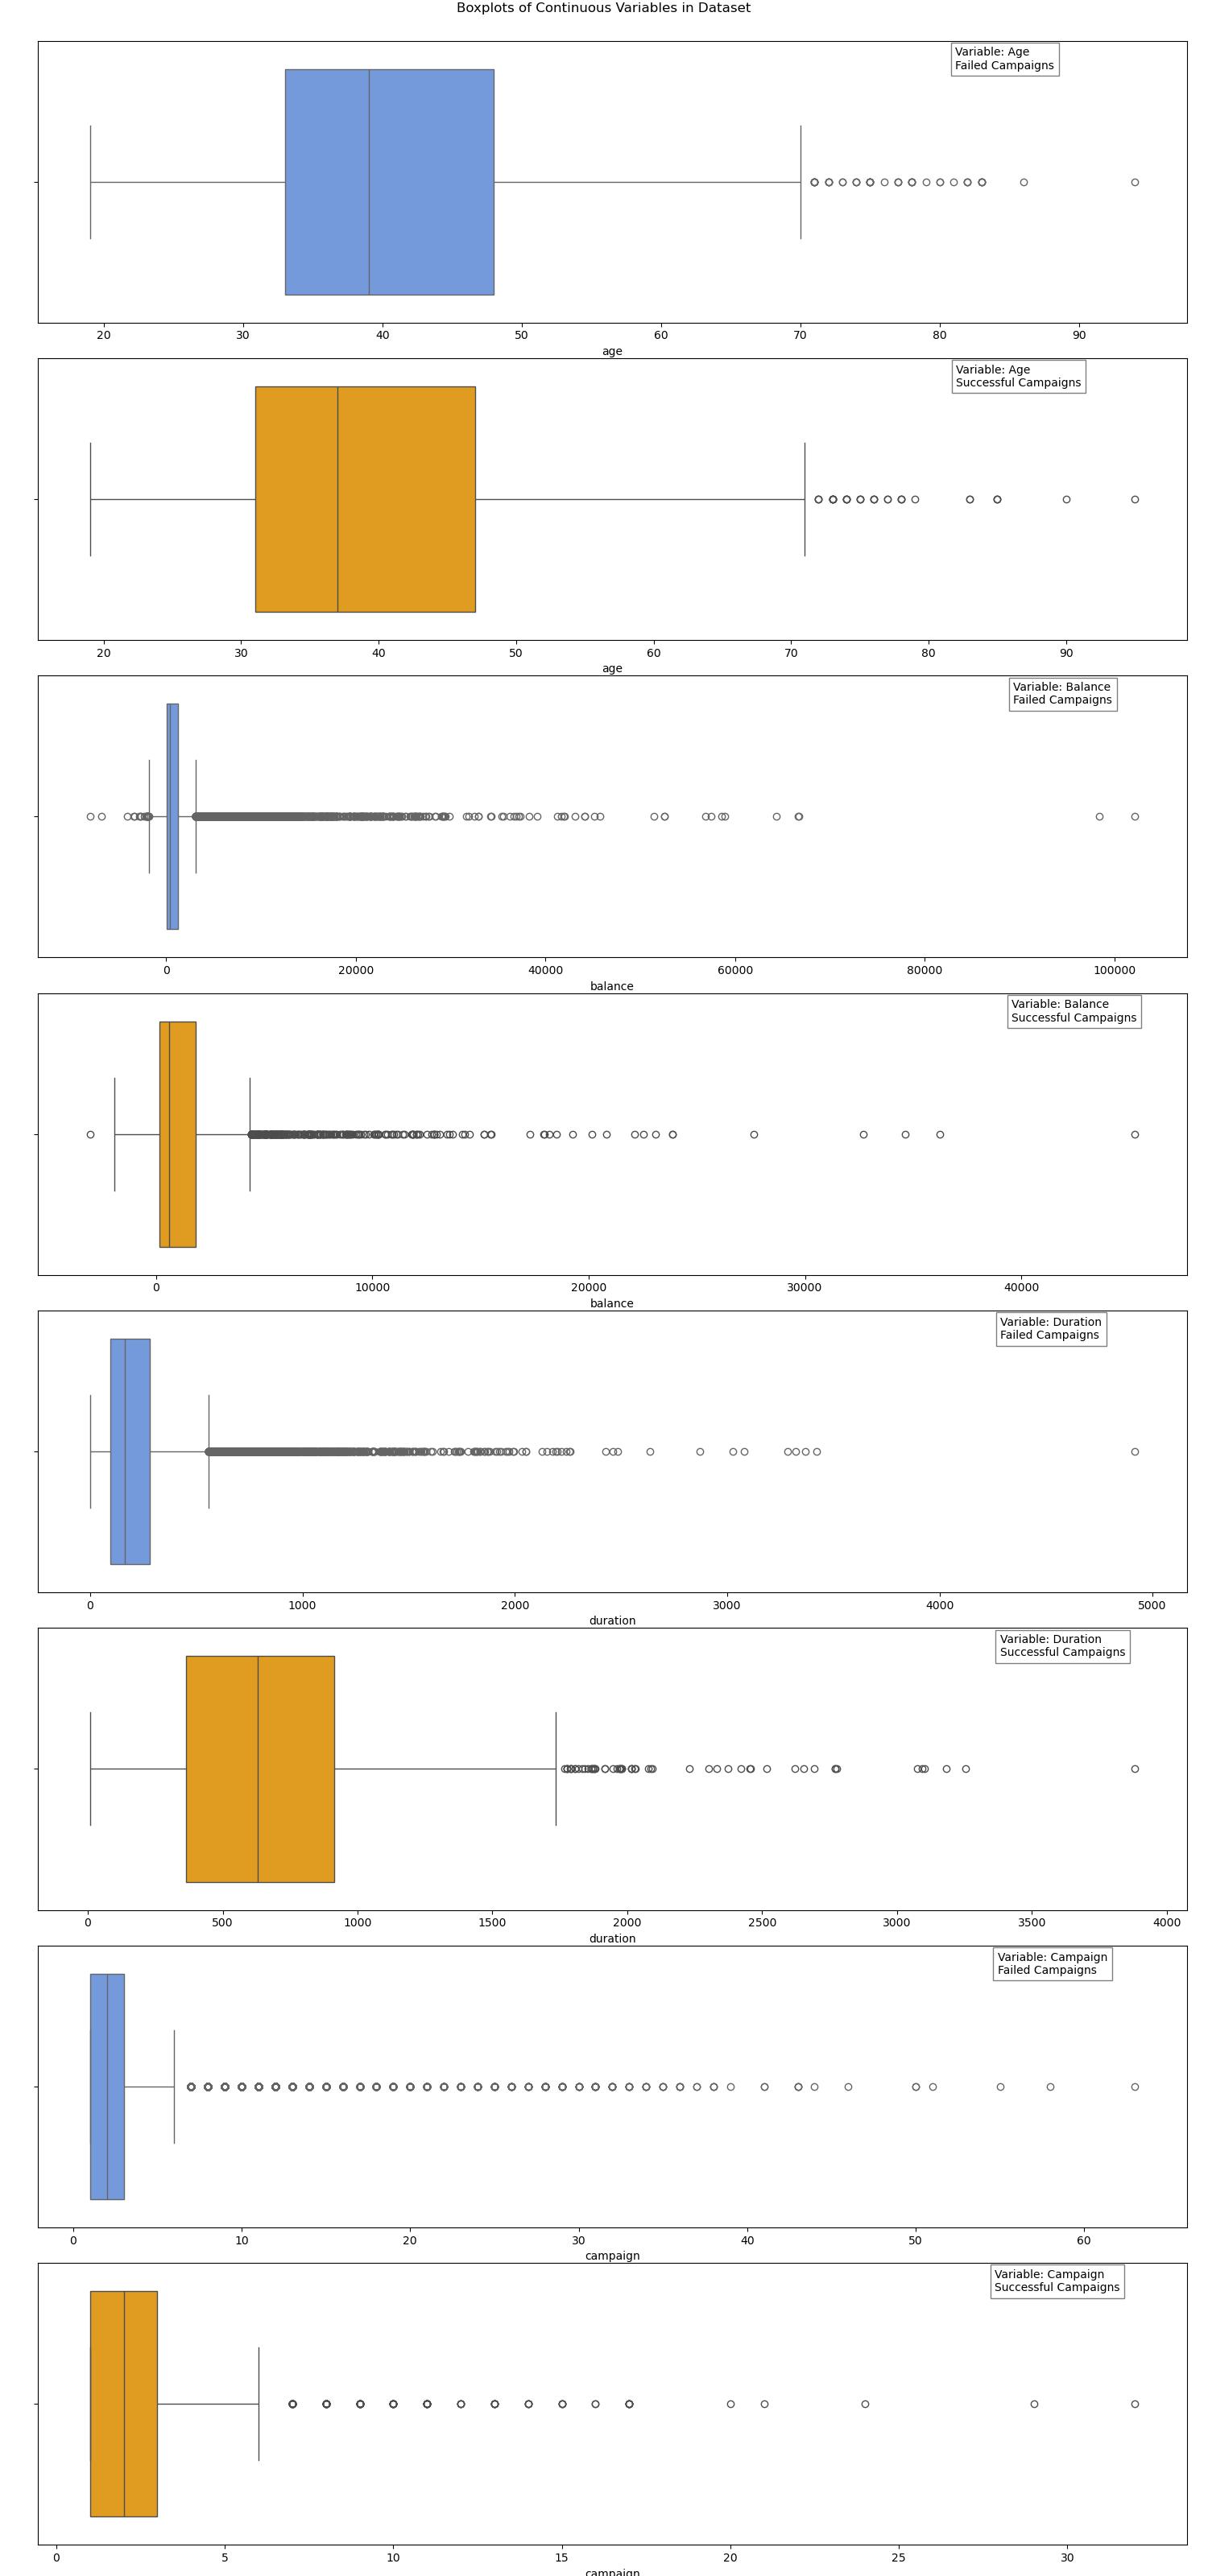 Boxplots of Continuous Variables in Dataset
Variable: Age
Failed Campaigns
20 30 40 50 60 70 80 90
age
Variable: Age
Successful Campaigns
20 30 40 50 60 70 80 90
age
Variable: Balance
Failed Campaigns
0 20000 40000 60000 80000 100000
balance
Variable: Balance
Successful Campaigns
0 10000 20000 30000 40000
balance
Variable: Duration
Failed Campaigns
0 1000 2000 3000 4000 5000
duration
Variable: Duration
Successful Campaigns
0 500 1000 1500 2000 2500 3000 3500 4000
duration
Variable: Campaign
Failed Campaigns
0 10 20 30 40 50 60
campaign
Variable: Campaign
Successful Campaigns
0 5 10 15 20 25 30
campaign